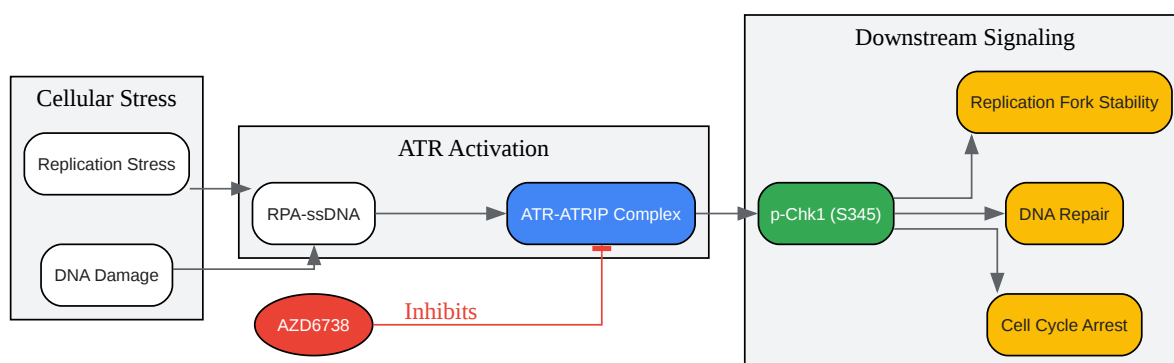 Cellular Stress
Replication Stress
DNA Damage
ATR Activation
RPA-ssDNA
ATR-ATRIP Complex
AZD6738
Inhibits
Downstream Signaling
p-Chk1 (S345)
Replication Fork Stability
DNA Repair
Cell Cycle Arrest